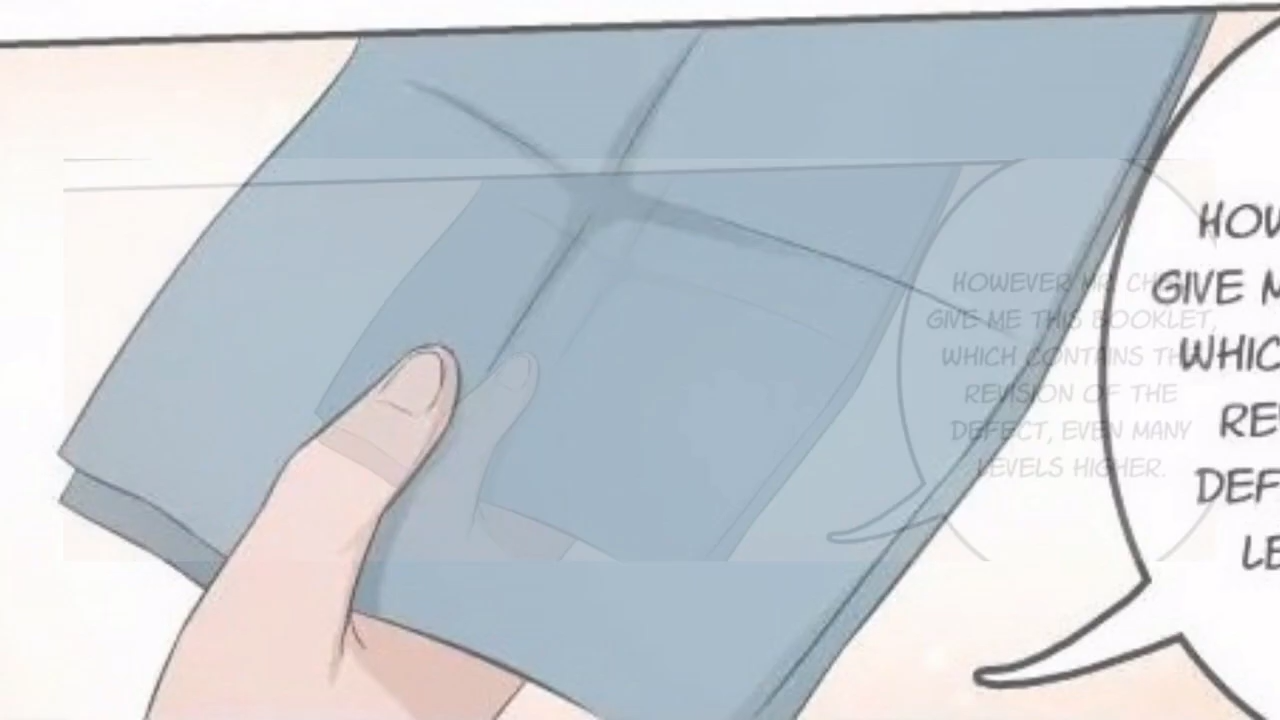 HOWEVER MR. 
GIVE ME THIS BOOKLET,
WHICH CONTAINS THE
REVISION OF THE
DEFECT, EVEN MANY
LEVELS HIGHER.
HOW
GIVE M
WHIC
RE
DEF
LE